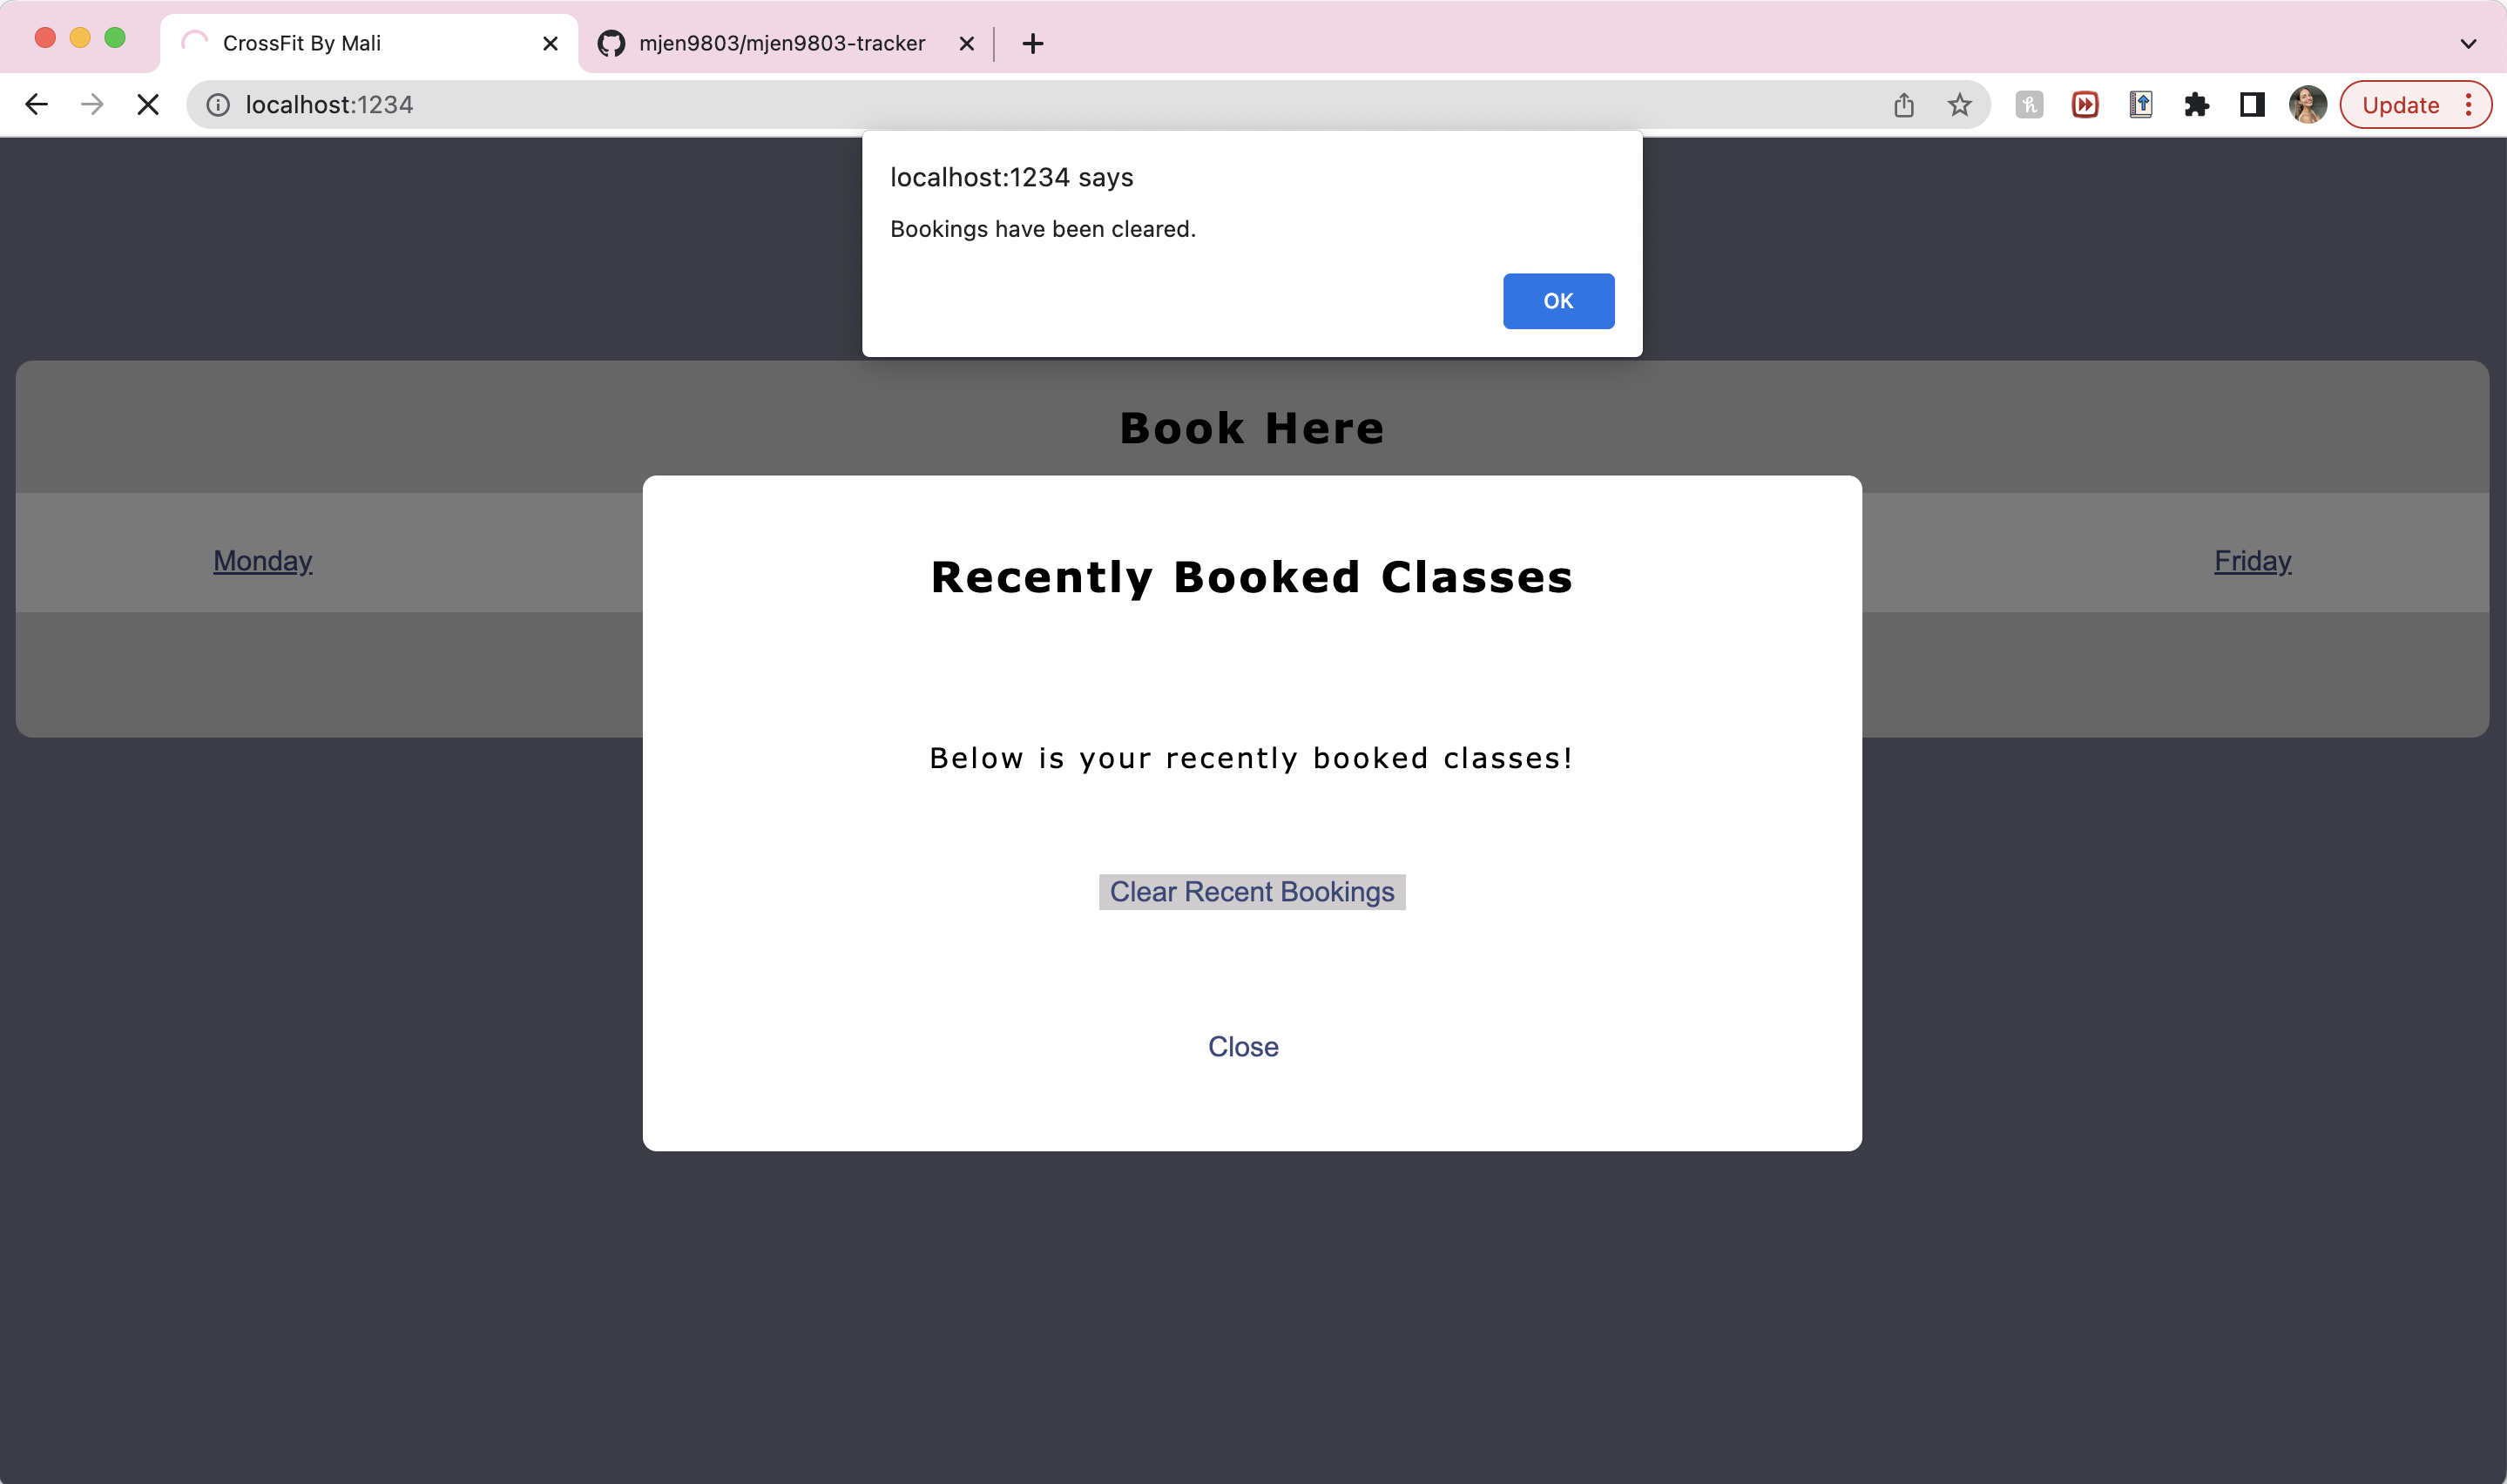 CrossFit By Mali
mjen9803/mjen9803-tracker
localhost:1234
Update
localhost:1234 says
Bookings have been cleared.
OK
Book Here
Monday
Friday
Recently Booked Classes
Below is your recently booked classes!
Clear Recent Bookings
Close